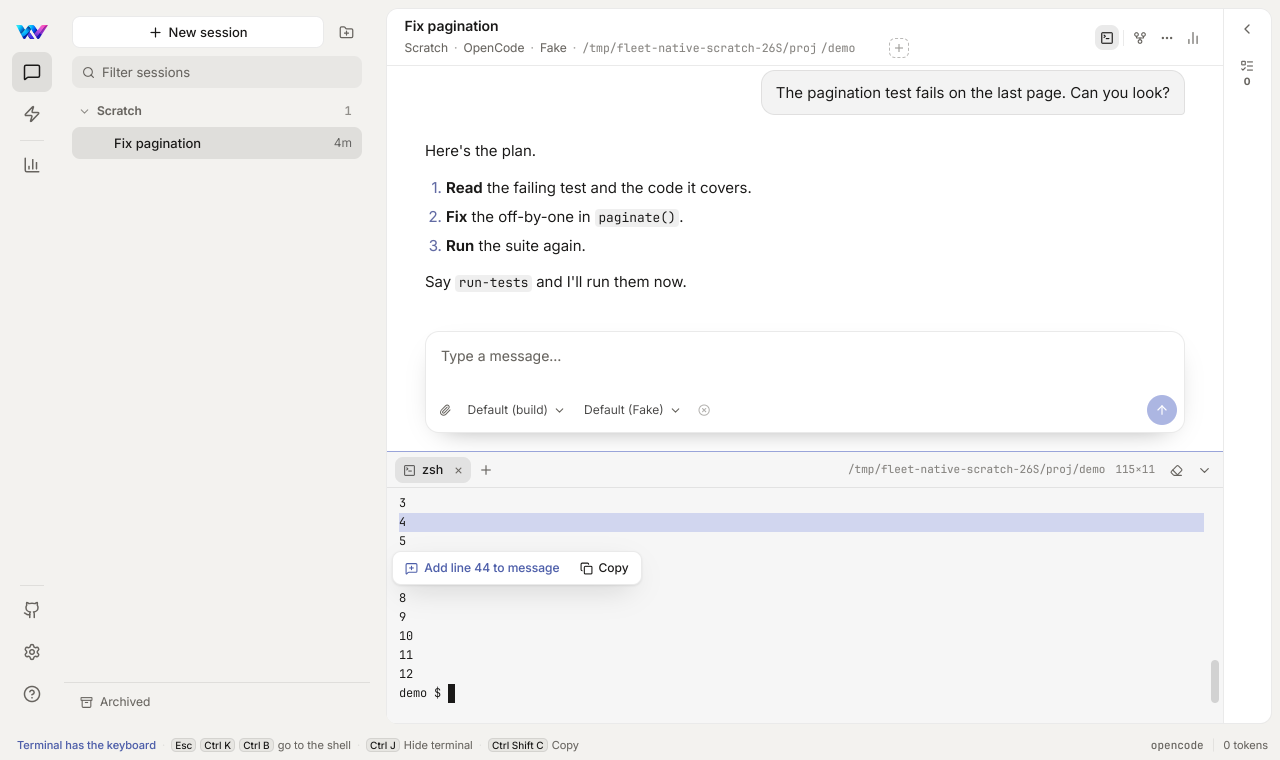 New session
Filter sessions
Scratch 1
Fix pagination 4m
Archived
Fix pagination
Scratch · OpenCode · Fake · /tmp/fleet-native-scratch-26S/proj/demo
0
The pagination test fails on the last page. Can you look?
Here's the plan.
1. Read the failing test and the code it covers.
2. Fix the off-by-one in paginate().
3. Run the suite again.
Say run-tests and I'll run them now.
Type a message...
Default (build) Default (Fake)
zsh × + /tmp/fleet-native-scratch-26S/proj/demo 115×11
3
4
5
Add line 44 to message Copy
8
9
10
11
12
demo $
Terminal has the keyboard · Esc Ctrl K Ctrl B go to the shell · Ctrl J Hide terminal · Ctrl Shift C Copy opencode 0 tokens